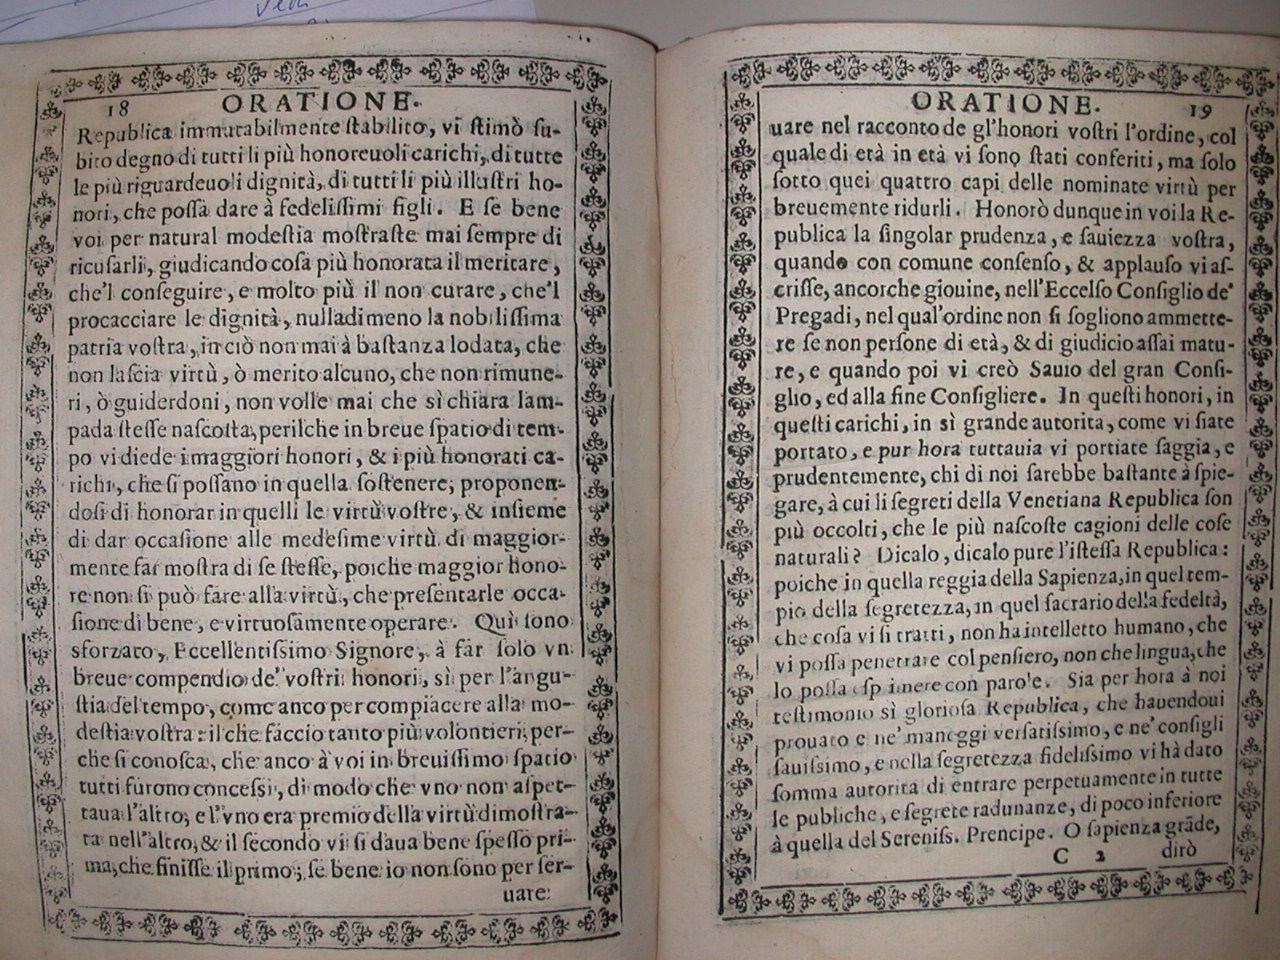 Vedi
18 ORATIONE.
Republica immutabilmente ſtabilito, vi ſtimò ſu-
bito degno di tutti li più honoreuoli carichi, di tutte
le più riguardeuoli dignità, di tutti li più illuſtri ho-
nori, che poſſa dare à fedeliſſimi figli. E ſe bene
voi per natural modeſtia moſtraſte mai ſempre di
ricuſarli, giudicando coſa più honorata il meritare,
che'l conſeguire, e molto più il non curare, che'l
procacciare le dignità, nulladimeno la nobiliſſima
patria voſtra, in ciò non mai à baſtanza lodata, che
non laſcia virtù, ò merito alcuno, che non rimune-
ri, ò guiderdoni, non volle mai che sì chiara lam-
pada ſteſſe naſcoſta, perilche in breue ſpatio di tem-
po vi diede i maggiori honori, & i più honorati ca-
richi, che ſi poſſano in quella ſoſtenere; proponen-
doſi di honorar in quelli le virtù voſtre, & inſieme
di dar occaſione alle medeſime virtù di maggior-
mente far moſtra di ſe ſteſſe, poiche maggior hono-
re non ſi può fare alla virtù, che preſentarle occa-
ſione di bene, e virtuoſamente operare. Quì ſono
sforzato, Eccellentiſsimo Signore, à far ſolo vn
breue compendio de' voſtri honori, sì per l'angu-
ſtia del tempo, come anco per compiacere alla mo-
deſtia voſtra: il che faccio tanto più volontieri, per-
che ſi conoſca, che anco à voi in breuiſſimo ſpatio
tutti furono conceſsi, di modo che vno non aſpet-
taua l'altro, e l'vno era premio della virtù dimoſtra-
ta nell'altro, & il ſecondo vi ſi daua bene ſpeſſo pri-
ma, che finiſſe il primo; ſe bene io non ſono per ſer-
uare
ORATIONE. 19
uare nel racconto de gl'honori voſtri l'ordine, col
quale di età in età vi ſono ſtati conferiti, ma ſolo
ſotto quei quattro capi delle nominate virtù per
breuemente ridurli. Honorò dunque in voi la Re-
publica la ſingolar prudenza, e ſauiezza voſtra,
quando con comune conſenſo, & applauſo vi aſ-
criſſe, ancorche giouine, nell'Eccelſo Conſiglio de'
Pregadi, nel qual'ordine non ſi ſogliono ammette-
re ſe non perſone di età, & di giudicio aſſai matu-
re, e quando poi vi creò Sauio del gran Conſi-
glio, ed alla fine Conſigliere. In queſti honori, in
queſti carichi, in sì grande autorita, come vi ſiate
portato, e pur hora tuttauia vi portiate ſaggia, e
prudentemente, chi di noi ſarebbe baſtante à ſpie-
gare, à cui li ſegreti della Venetiana Republica ſon
più occolti, che le più naſcoſte cagioni delle coſe
naturali? Dicalo, dicalo pure l'iſteſſa Republica:
poiche in quella reggia della Sapienza, in quel tem-
pio della ſegretezza, in quel ſacrario della fedeltà,
che coſa vi ſi tratti, non ha intelletto humano, che
vi poſſa penetrare col penſiero, non che lingua, che
lo poſſa eſprimere con parole. Sia per hora à noi
teſtimonio sì glorioſa Republica, che hauendoui
prouato e ne' maneggi verſatiſsimo, e ne' conſigli
ſauiſsimo, e nella ſegretezza fideliſſimo vi hà dato
ſomma autorita di entrare perpetuamente in tutte
le publiche, e ſegrete radunanze, di poco inferiore
à quella del Sereniſs. Prencipe. O ſapienza grāde,
C 2 dirò